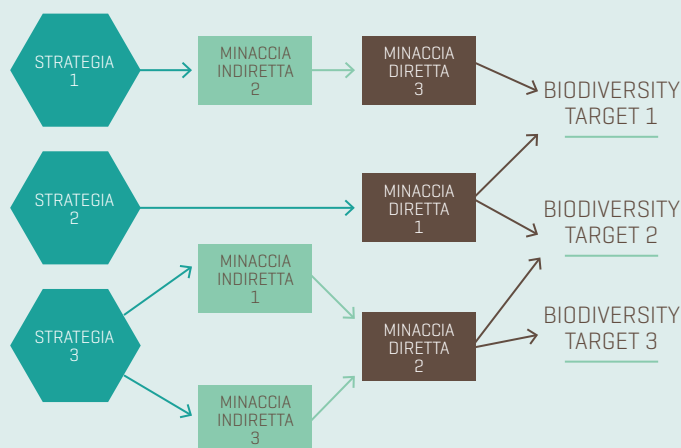 STRATEGIA
1
MINACCIA
INDIRETTA
2
MINACCIA
DIRETTA
3
BIODIVERSITY
TARGET 1
STRATEGIA
2
MINACCIA
DIRETTA
1
BIODIVERSITY
TARGET 2
MINACCIA
INDIRETTA
1
STRATEGIA
3
MINACCIA
DIRETTA
2
BIODIVERSITY
TARGET 3
MINACCIA
INDIRETTA
3